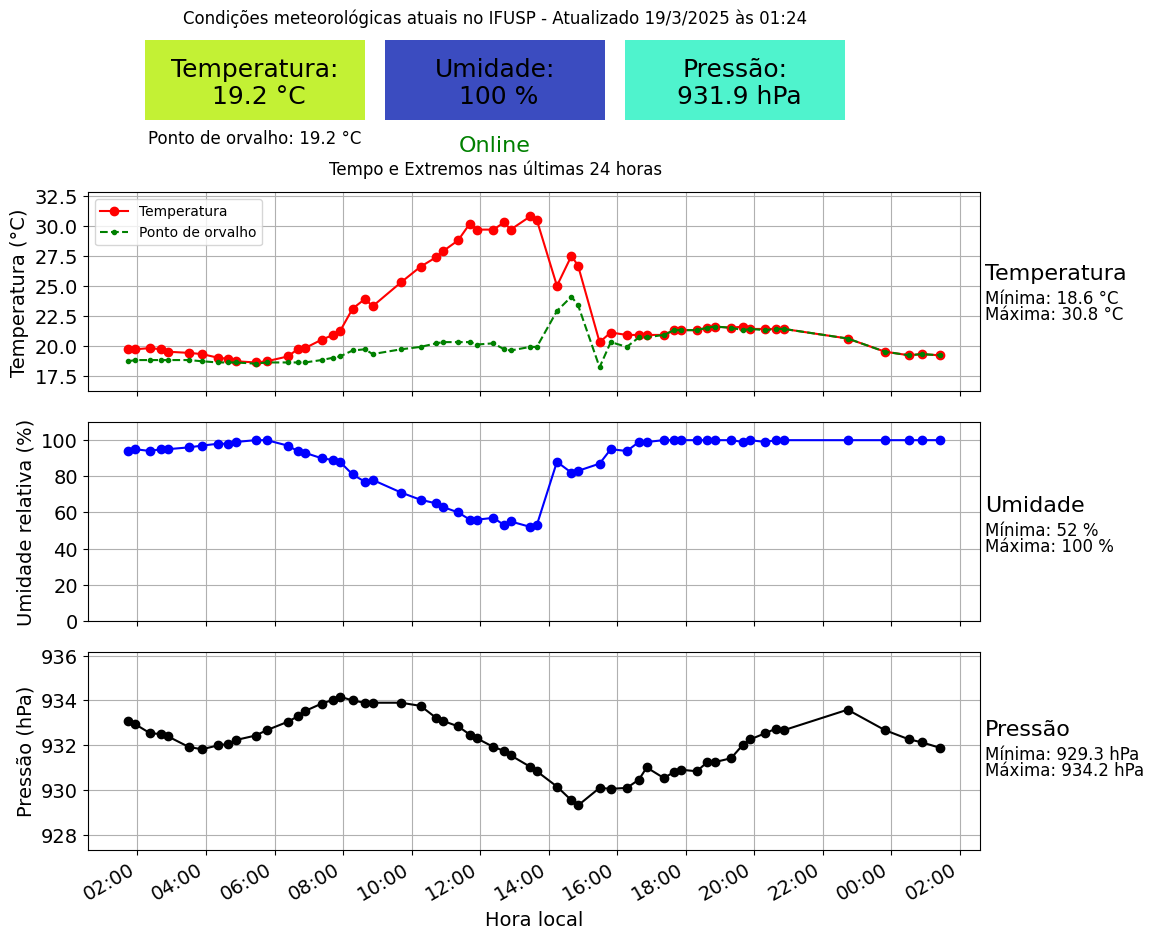 Condições meteorológicas atuais no IFUSP - Atualizado 19/3/2025 às 01:24
Temperatura:
19.2 °C
Umidade:
100 %
Pressão:
931.9 hPa
Ponto de orvalho: 19.2 °C
Online
Tempo e Extremos nas últimas 24 horas
Temperatura (°C)
32.5
30.0
27.5
25.0
22.5
20.0
17.5
Temperatura
Ponto de orvalho
Temperatura
Mínima: 18.6 °C
Máxima: 30.8 °C
Umidade relativa (%)
100
80
60
40
20
0
Umidade
Mínima: 52 %
Máxima: 100 %
Pressão (hPa)
936
934
932
930
928
Pressão
Mínima: 929.3 hPa
Máxima: 934.2 hPa
02:00 04:00 06:00 08:00 10:00 12:00 14:00 16:00 18:00 20:00 22:00 00:00 02:00
Hora local